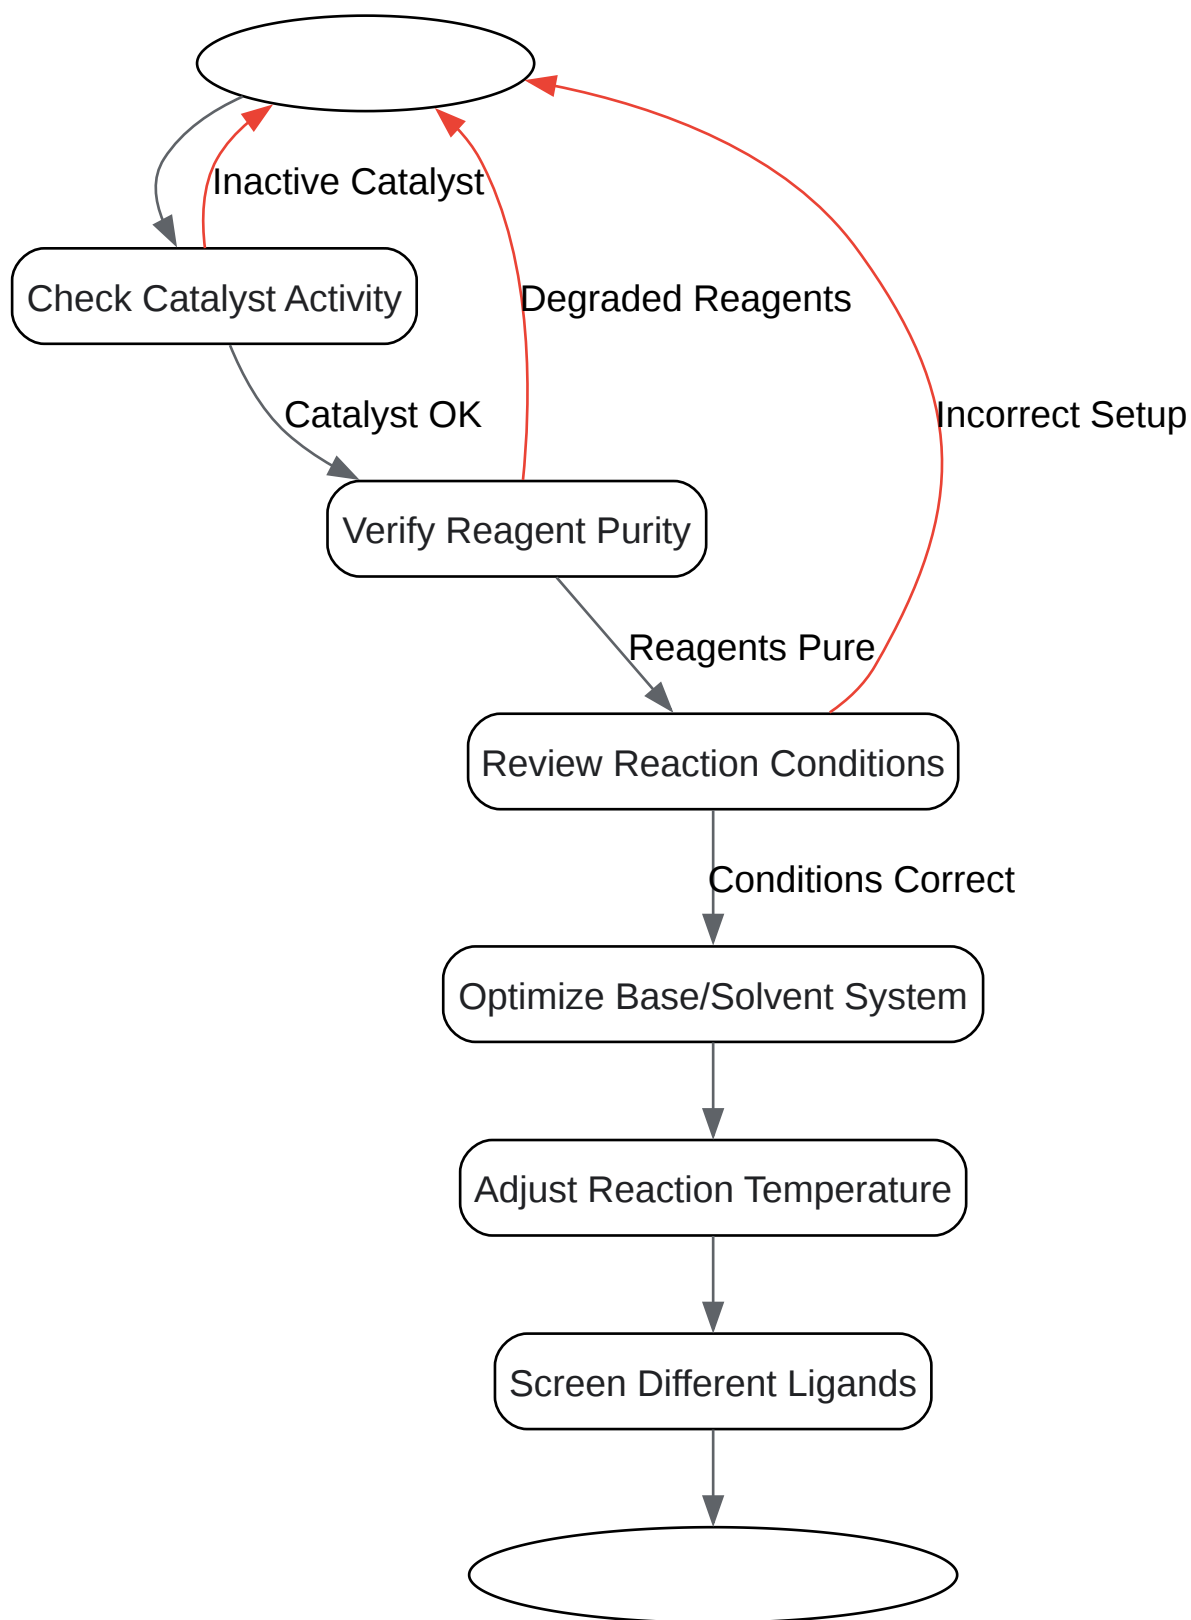 Inactive Catalyst
Check Catalyst Activity
Degraded Reagents
Catalyst OK
Incorrect Setup
Verify Reagent Purity
Reagents Pure
Review Reaction Conditions
Conditions Correct
Optimize Base/Solvent System
Adjust Reaction Temperature
Screen Different Ligands